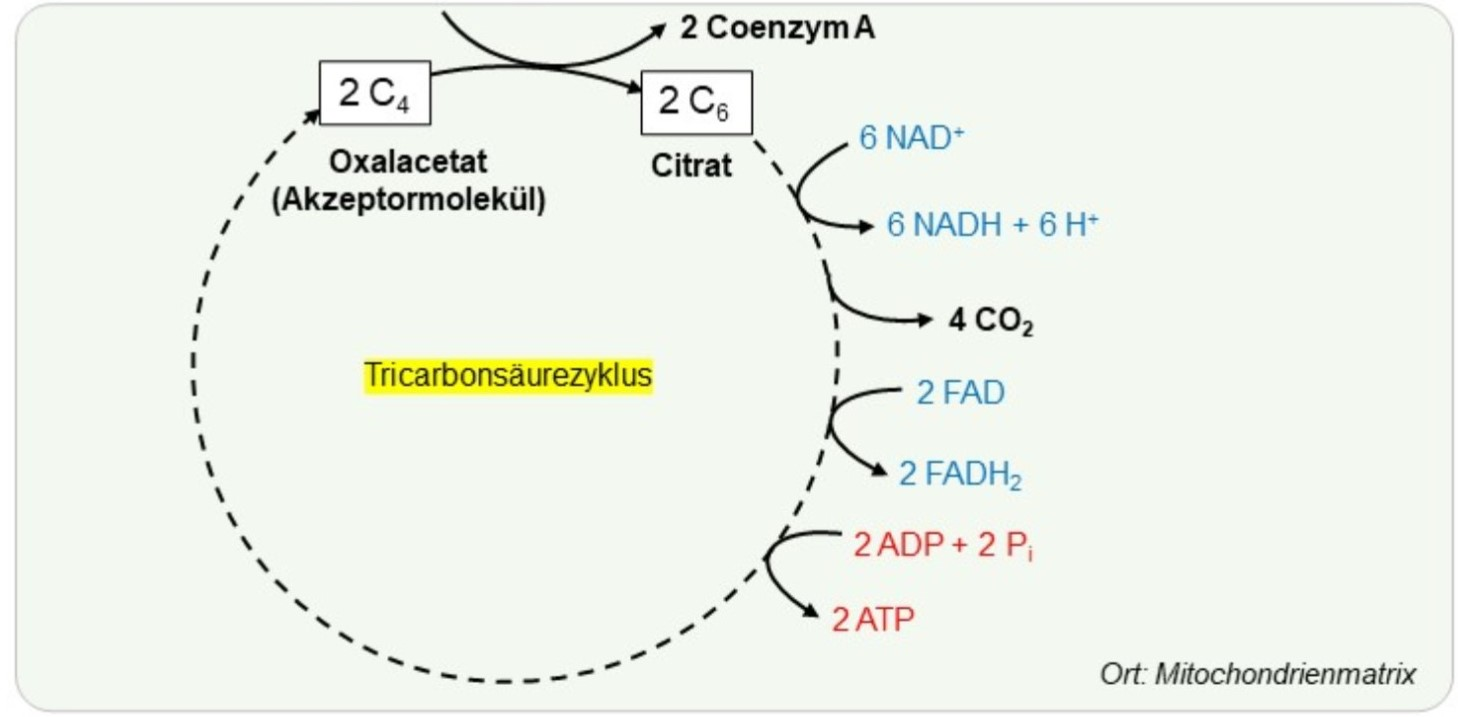 2 Coenzym A
2 C₄
2 C₆
Oxalacetat
(Akzeptormolekül)
Citrat
6 NAD⁺
6 NADH + 6 H⁺
4 CO₂
Tricarbonsäurezyklus
2 FAD
2 FADH₂
2 ADP + 2 Pᵢ
2 ATP
Ort: Mitochondrienmatrix